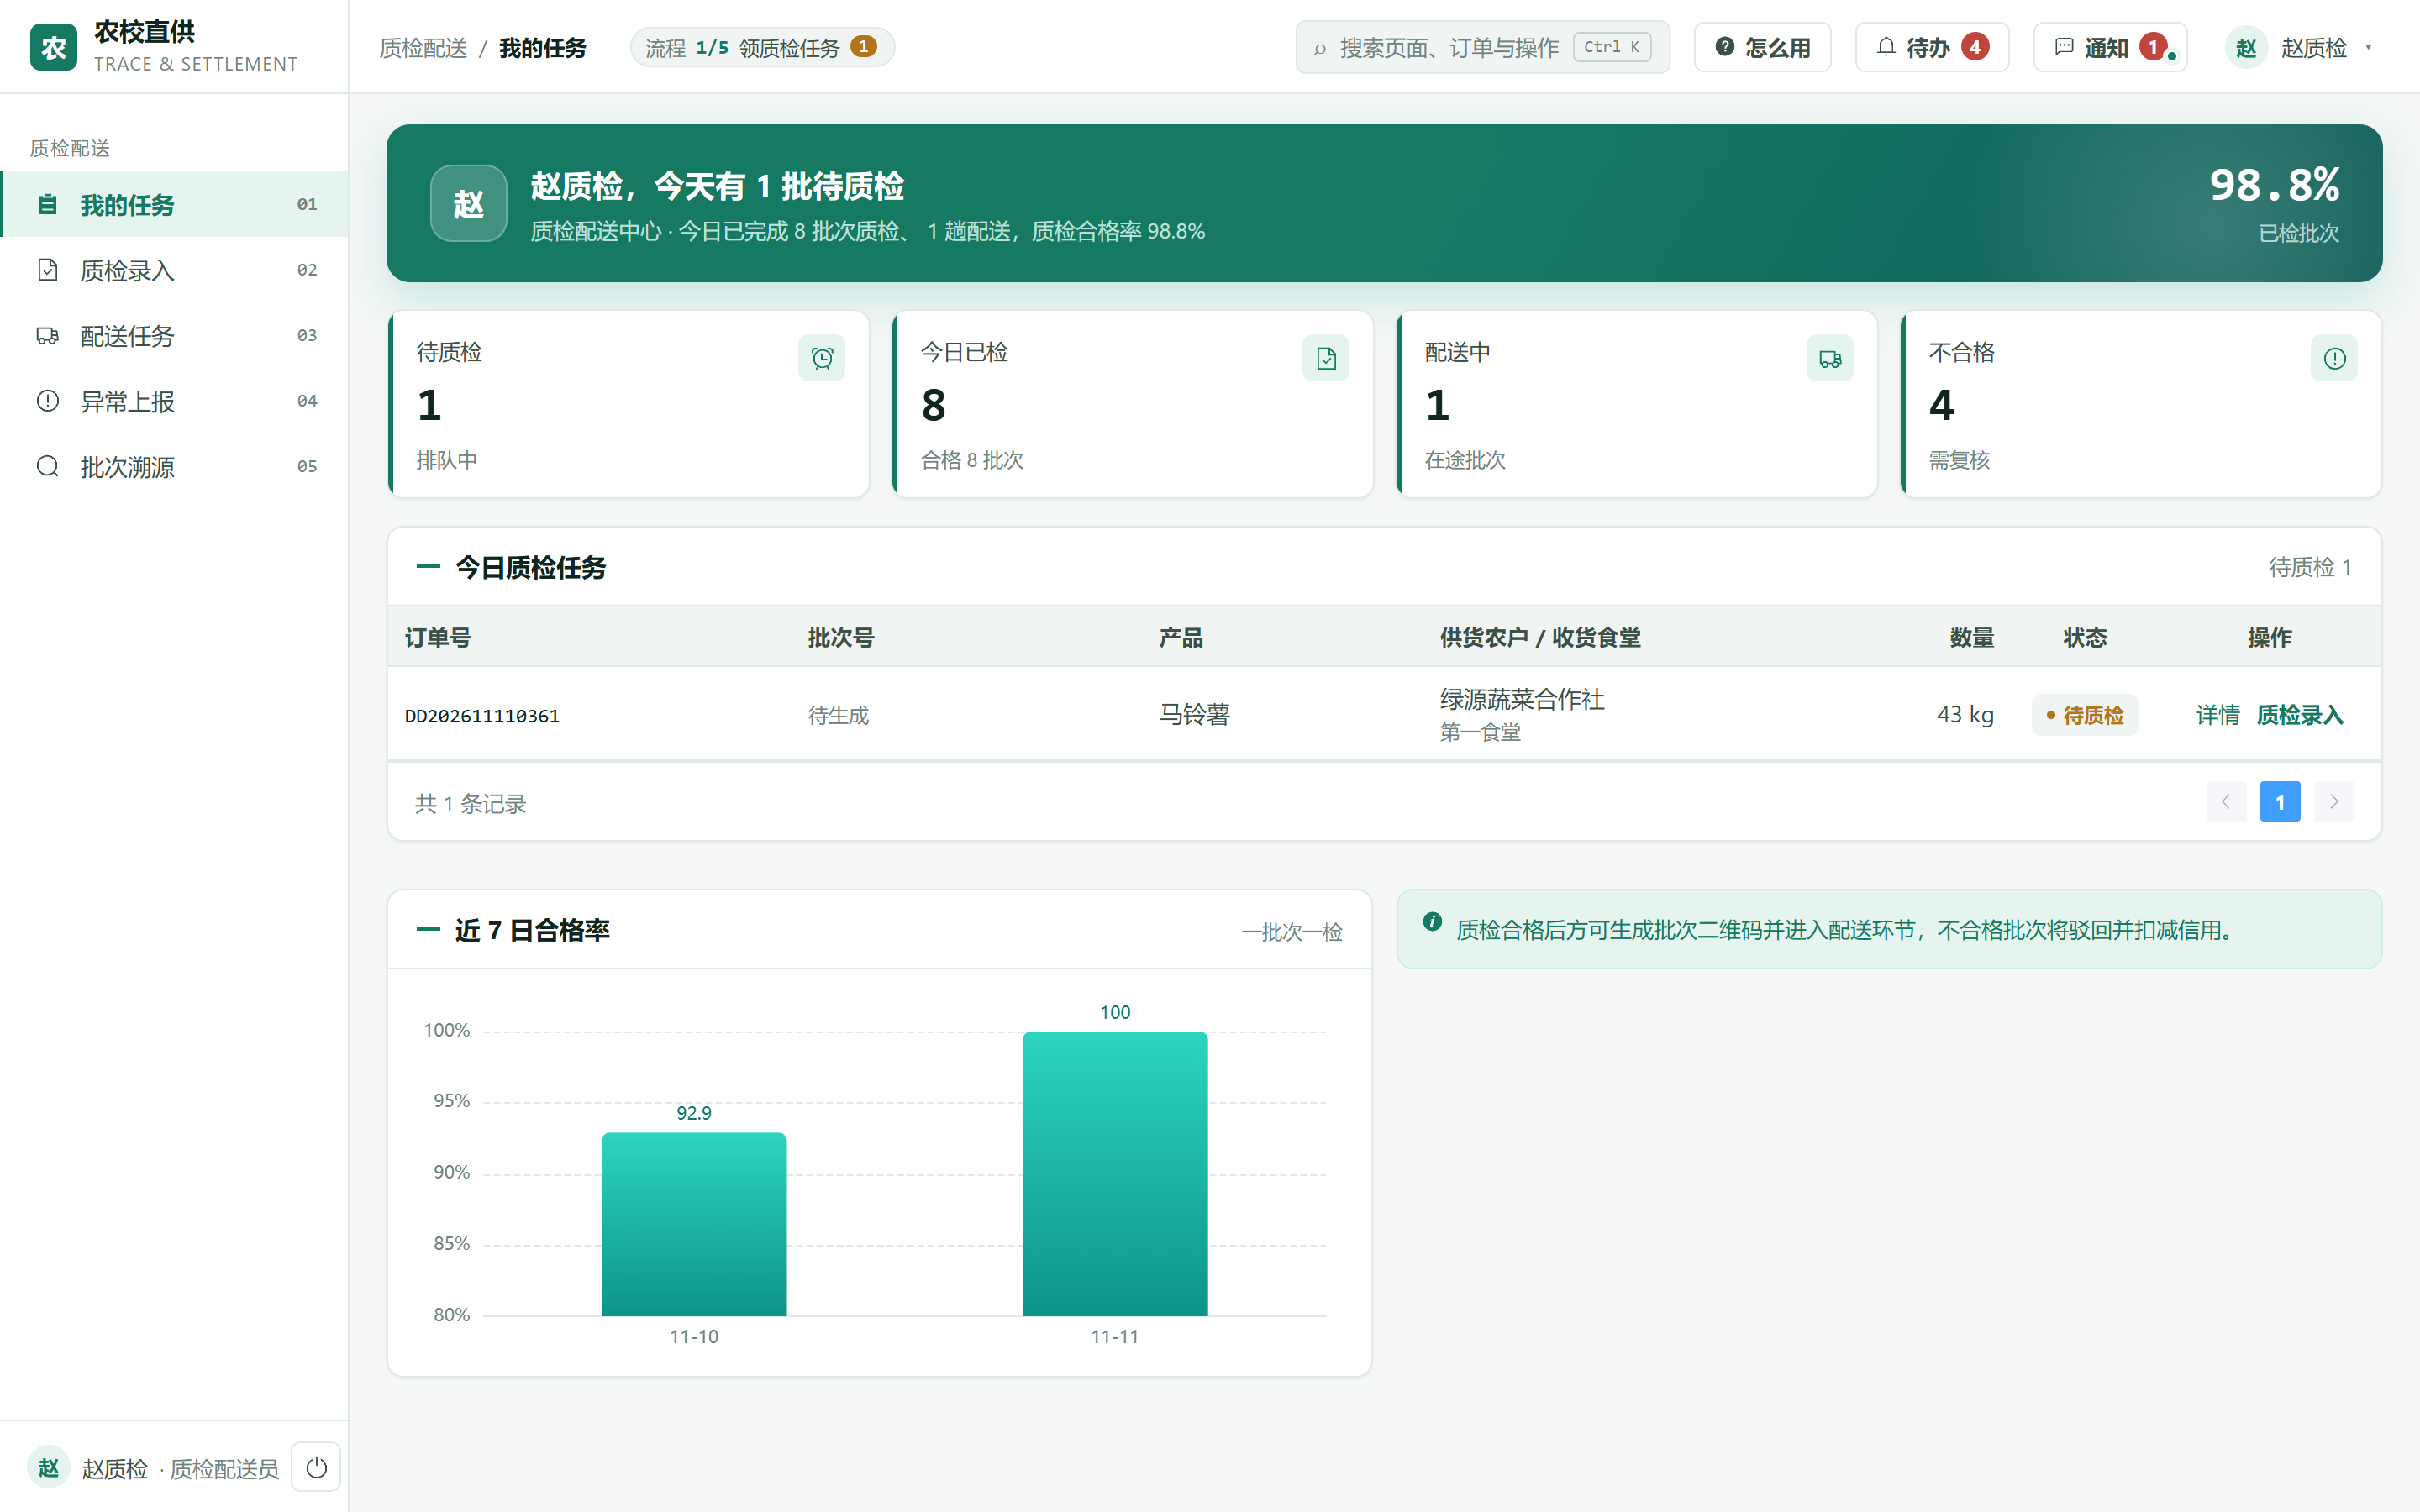 农 农校直供
TRACE & SETTLEMENT
质检配送 / 我的任务 流程 1/5 领质检任务 1
搜索页面、订单与操作 Ctrl K
怎么用
待办 4
通知 1
赵 赵质检
质检配送
我的任务 01
质检录入 02
配送任务 03
异常上报 04
批次溯源 05
赵 赵质检 · 质检配送员
赵
赵质检，今天有 1 批待质检
质检配送中心 · 今日已完成 8 批次质检、 1 趟配送，质检合格率 98.8%
98.8%
已检批次
待质检
1
排队中
今日已检
8
合格 8 批次
配送中
1
在途批次
不合格
4
需复核
今日质检任务 待质检 1
订单号 批次号 产品 供货农户 / 收货食堂 数量 状态 操作
DD202611110361 待生成 马铃薯 绿源蔬菜合作社 43 kg 待质检 详情 质检录入
第一食堂
共 1 条记录 1
近 7 日合格率 一批次一检
100%
95%
90%
85%
80%
92.9
100
11-10 11-11
质检合格后方可生成批次二维码并进入配送环节，不合格批次将驳回并扣减信用。